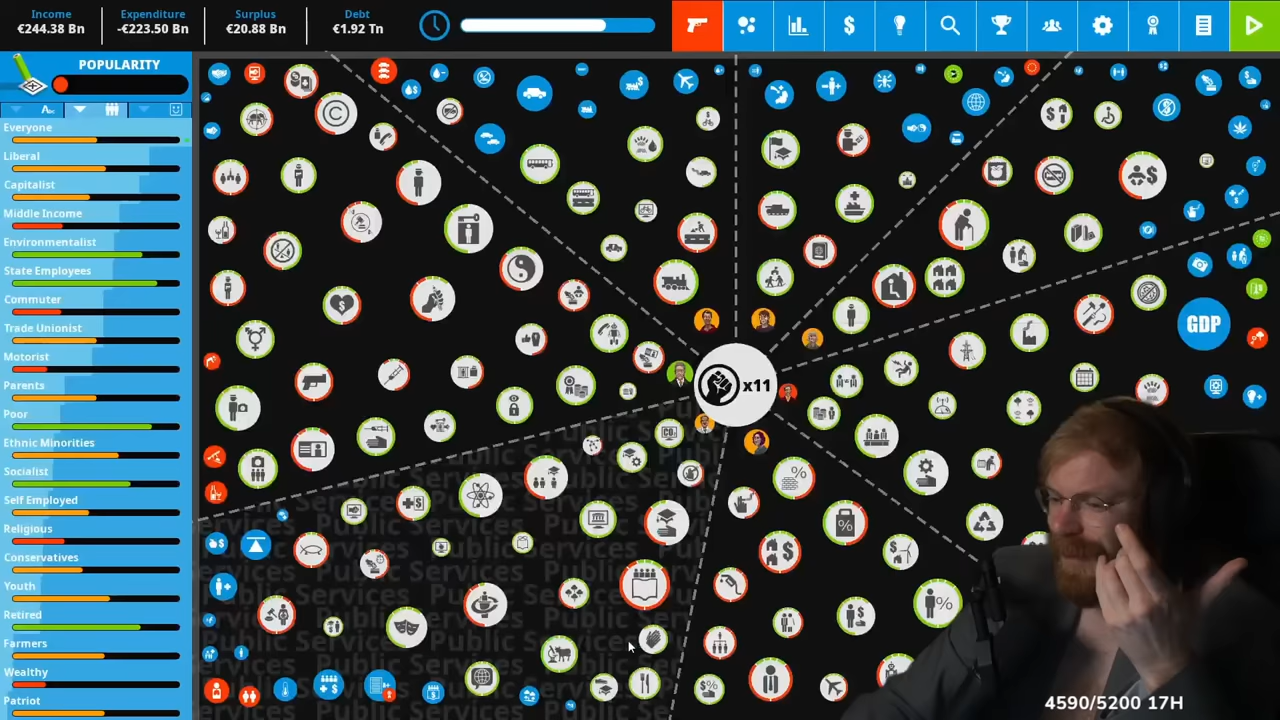 Income
€244.38 Bn
Expenditure
-€223.50 Bn
Surplus
€20.88 Bn
Debt
€1.92 Tn
POPULARITY
Everyone
Liberal
Capitalist
Middle Income
Environmentalist
State Employees
Commuter
Trade Unionist
Motorist
Parents
Poor
Ethnic Minorities
Socialist
Self Employed
Religious
Conservatives
Youth
Retired
Farmers
Wealthy
Patriot
x11
GDP
Public Services
4590/5200 17H